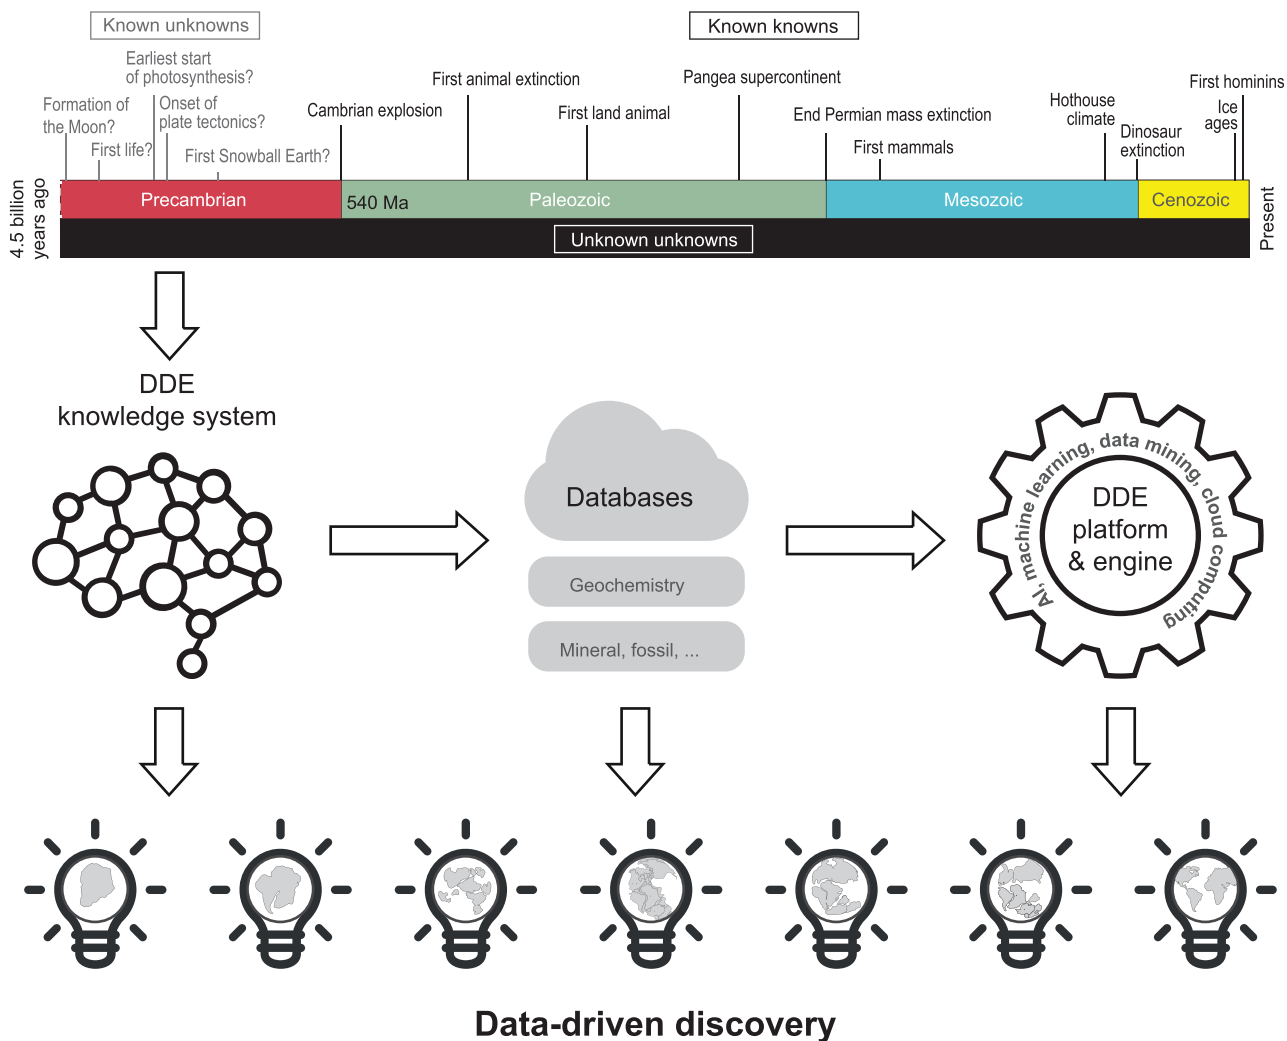 Known unknowns
Known knowns
Earliest start
of photosynthesis?
Formation of
the Moon?
First life?
Onset of
plate tectonics?
First Snowball Earth?
Cambrian explosion
First animal extinction
First land animal
Pangea supercontinent
End Permian mass extinction
First mammals
Hothouse
climate
Dinosaur
extinction
First hominins
Ice
ages
4.5 billion
years ago
Precambrian
540 Ma
Paleozoic
Mesozoic
Cenozoic
Present
Unknown unknowns
DDE
knowledge system
Databases
Geochemistry
Mineral, fossil, ...
AI, machine learning, data mining, cloud computing
DDE
platform
& engine
Data-driven discovery